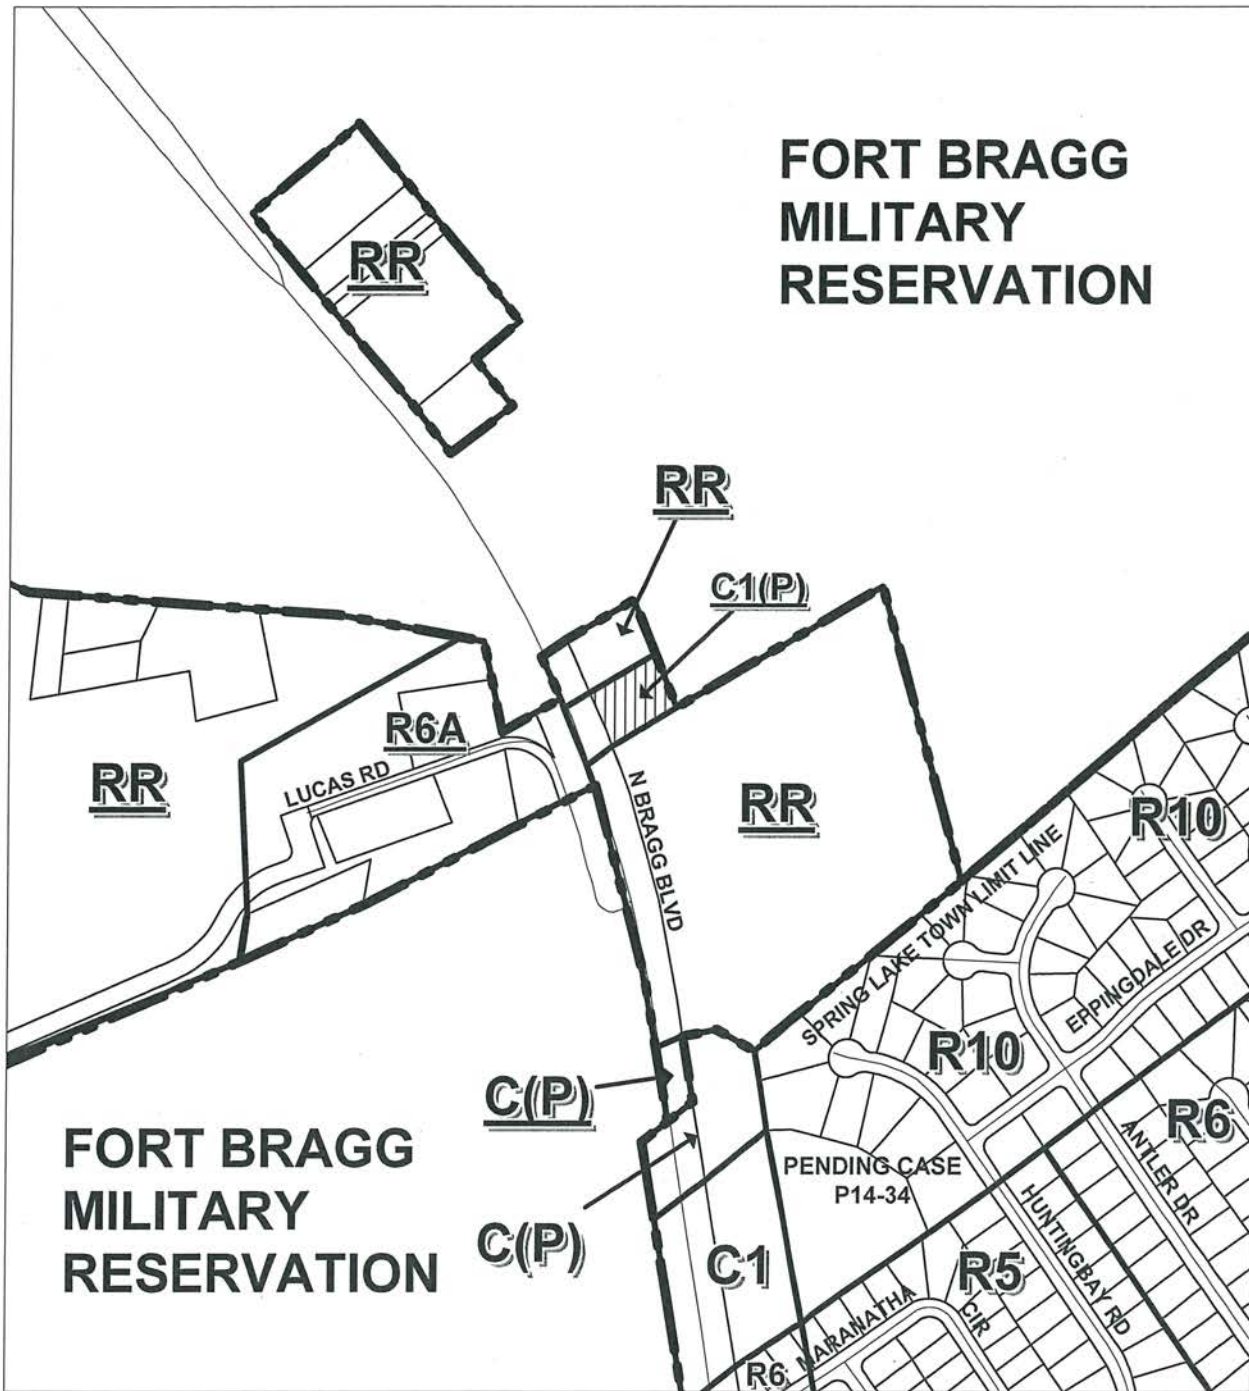 FORT BRAGG
MILITARY
RESERVATION
RR
RR
C1(P)
R6A
LUCAS RD
RR
N BRAGG BLVD
RR
R10
SPRING LAKE TOWN LIMIT LINE
EPPINGDALE DR
R10
C(P)
R6
ANTLER DR
FORT BRAGG
MILITARY
RESERVATION
PENDING CASE
P14-34
HUNTINGBAY RD
C(P)
C1
R5
MARANATHA
CIR
R6